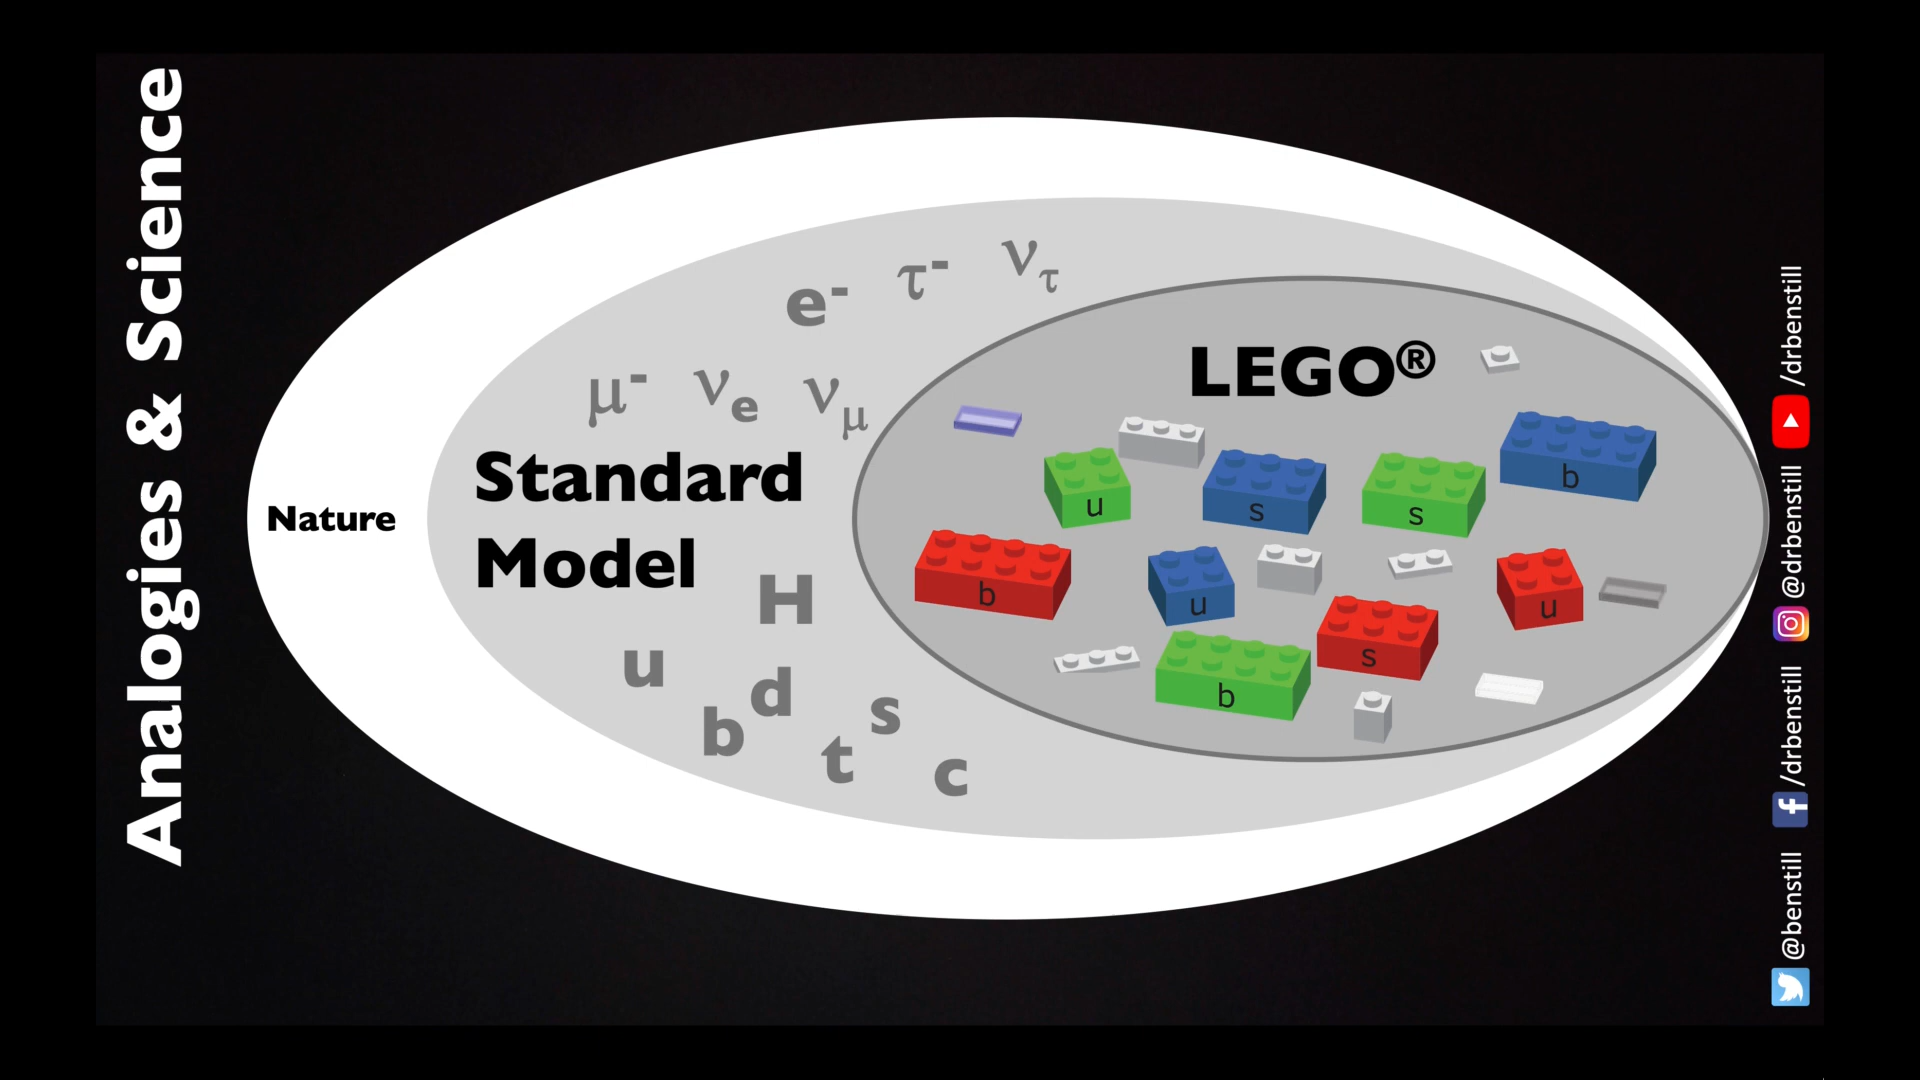 Analogies & Science
Nature
Standard
Model
e⁻ τ⁻ ντ
μ⁻ νe νμ
H
u
d
b
s
t
c
LEGO®
u
s
s
b
b
u
u
s
b
/drbenstill
@drbenstill
/drbenstill
@benstill